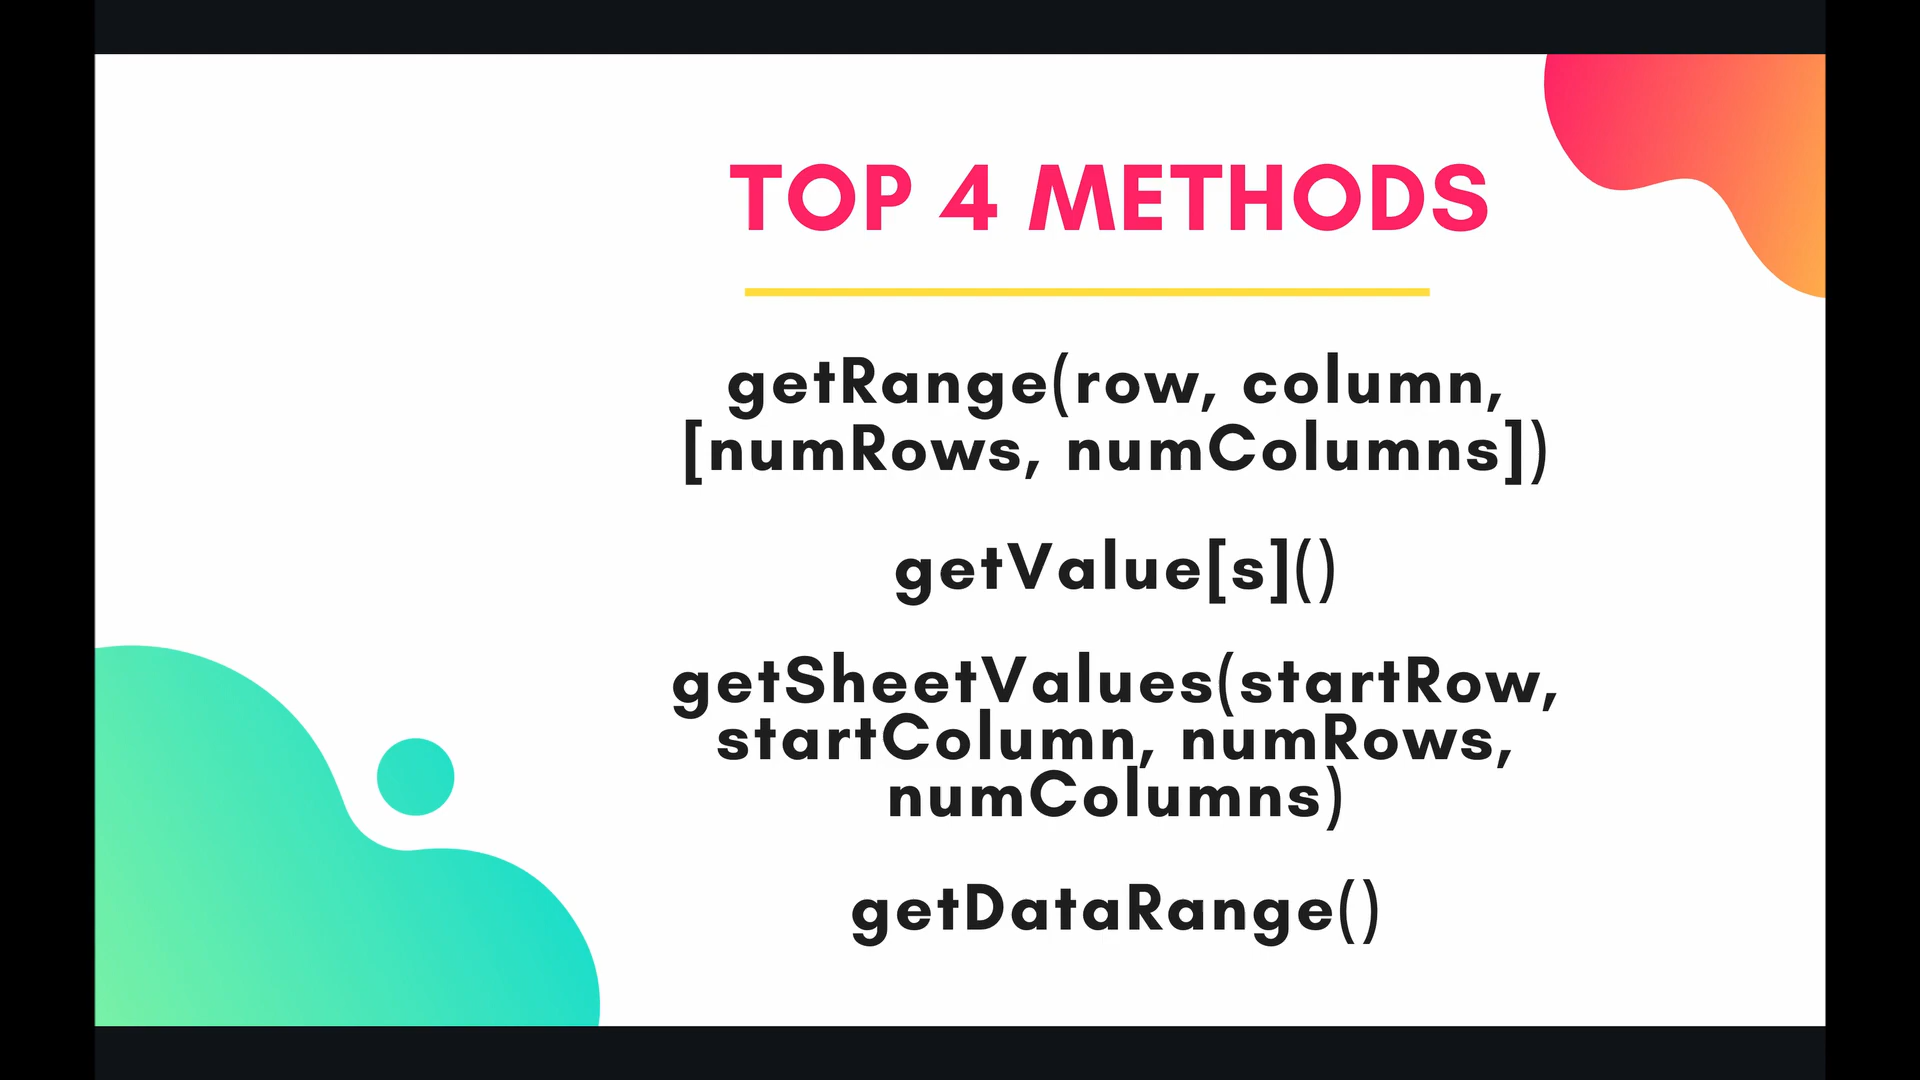 TOP 4 METHODS
getRange(row, column,
[numRows, numColumns])
getValue[s]()
getSheetValues(startRow,
startColumn, numRows,
numColumns)
getDataRange()